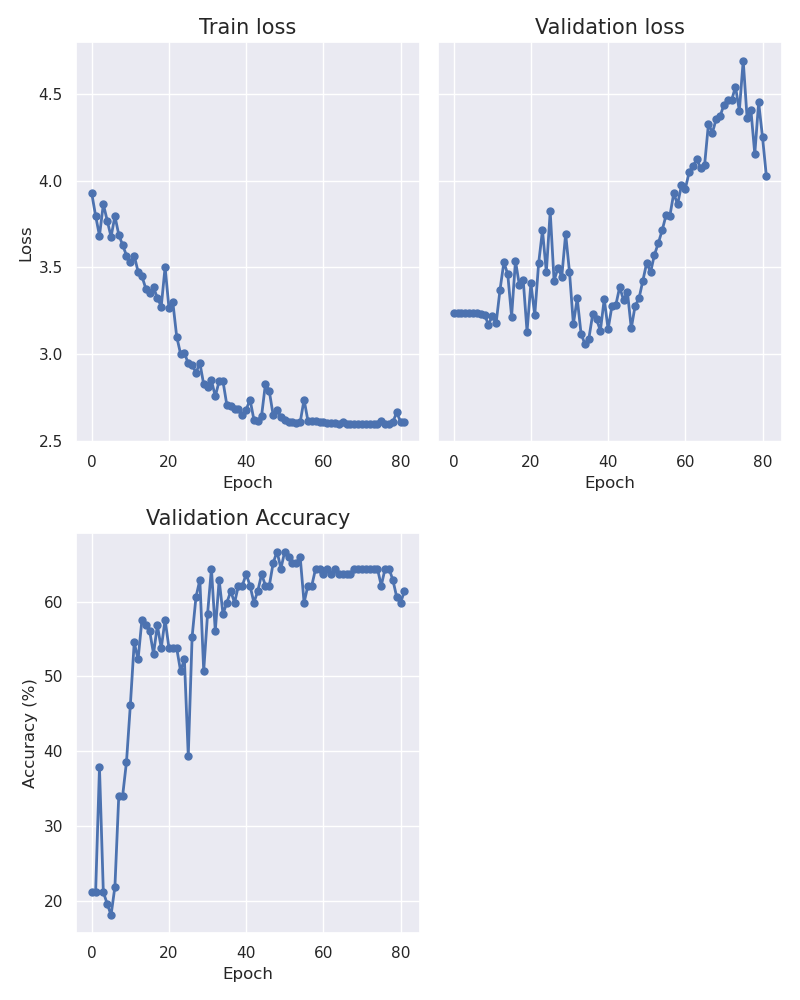 Train loss
Validation loss
4.5
4.0
3.5
3.0
2.5
Loss
0 20 40 60 80
Epoch
0 20 40 60 80
Epoch
Validation Accuracy
60
50
40
30
20
Accuracy (%)
0 20 40 60 80
Epoch